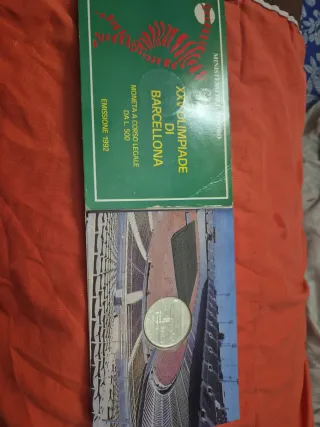 XXV OLIMPIADE
DI
BARCELLONA
MONETA A CORSO LEGALE
DA L. 500
EMISSIONE 1992